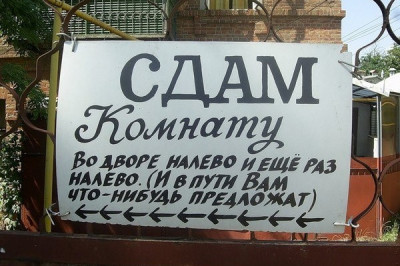 СДАМ
Комнату
Во дворе налево и ещё раз
налево. (И в пути Вам
что-нибудь предложат)
←←←←←←←←←←